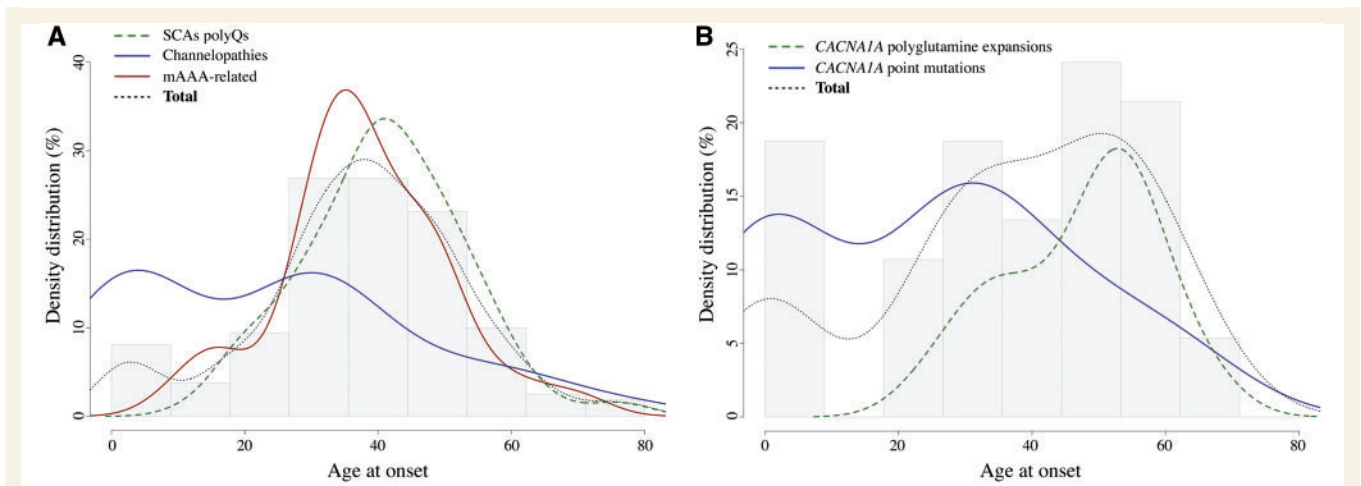 A
SCAs polyQs
Channelopathies
mAAA-related
Total
Density distribution (%)
40
30
20
10
0
0 20 40 60 80
Age at onset
B
CACNA1A polyglutamine expansions
CACNA1A point mutations
Total
Density distribution (%)
25
20
15
10
5
0
0 20 40 60 80
Age at onset